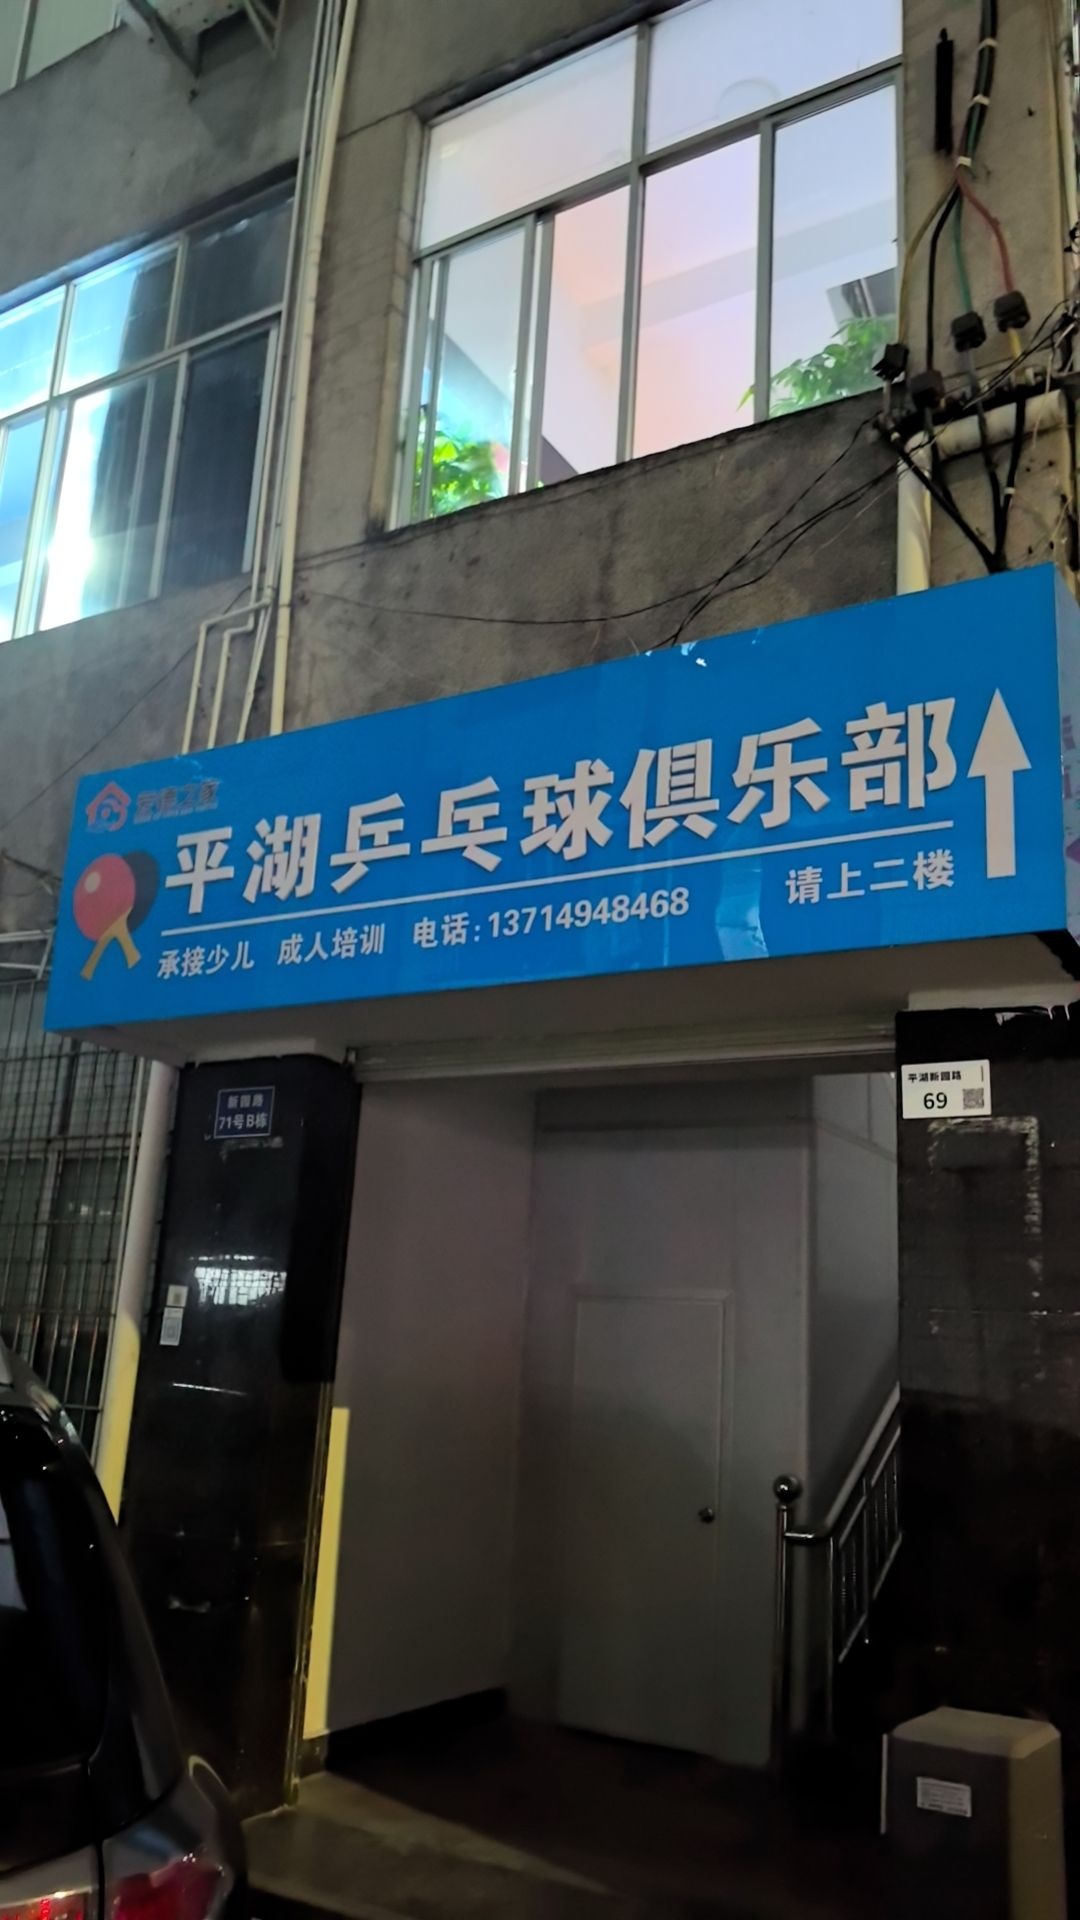 平湖乒乓球俱乐部
承接少儿 成人培训 电话:13714948468 请上二楼
新园路
71号B栋
平湖新园路
69